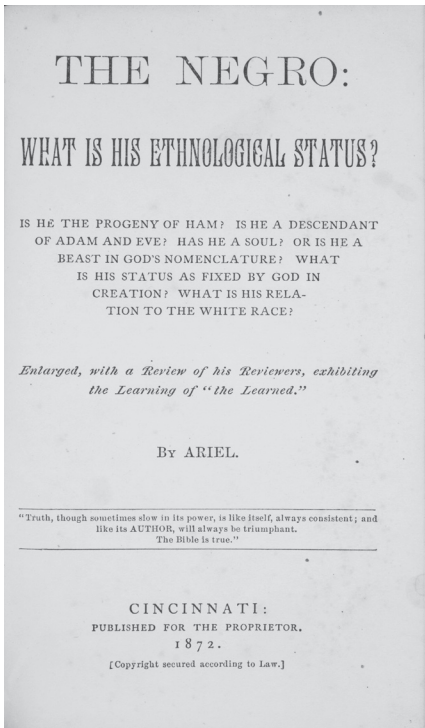 THE NEGRO:
WHAT IS HIS ETHNOLOGICAL STATUS?
IS HE THE PROGENY OF HAM? IS HE A DESCENDANT
OF ADAM AND EVE? HAS HE A SOUL? OR IS HE A
BEAST IN GOD'S NOMENCLATURE? WHAT
IS HIS STATUS AS FIXED BY GOD IN
CREATION? WHAT IS HIS RELA-
TION TO THE WHITE RACE?
Enlarged, with a Review of his Reviewers, exhibiting
the Learning of "the Learned."
BY ARIEL.
"Truth, though sometimes slow in its power, is like itself, always consistent; and
like its AUTHOR, will always be triumphant.
The Bible is true."
CINCINNATI:
PUBLISHED FOR THE PROPRIETOR.
1872.
[Copyright secured according to Law.]